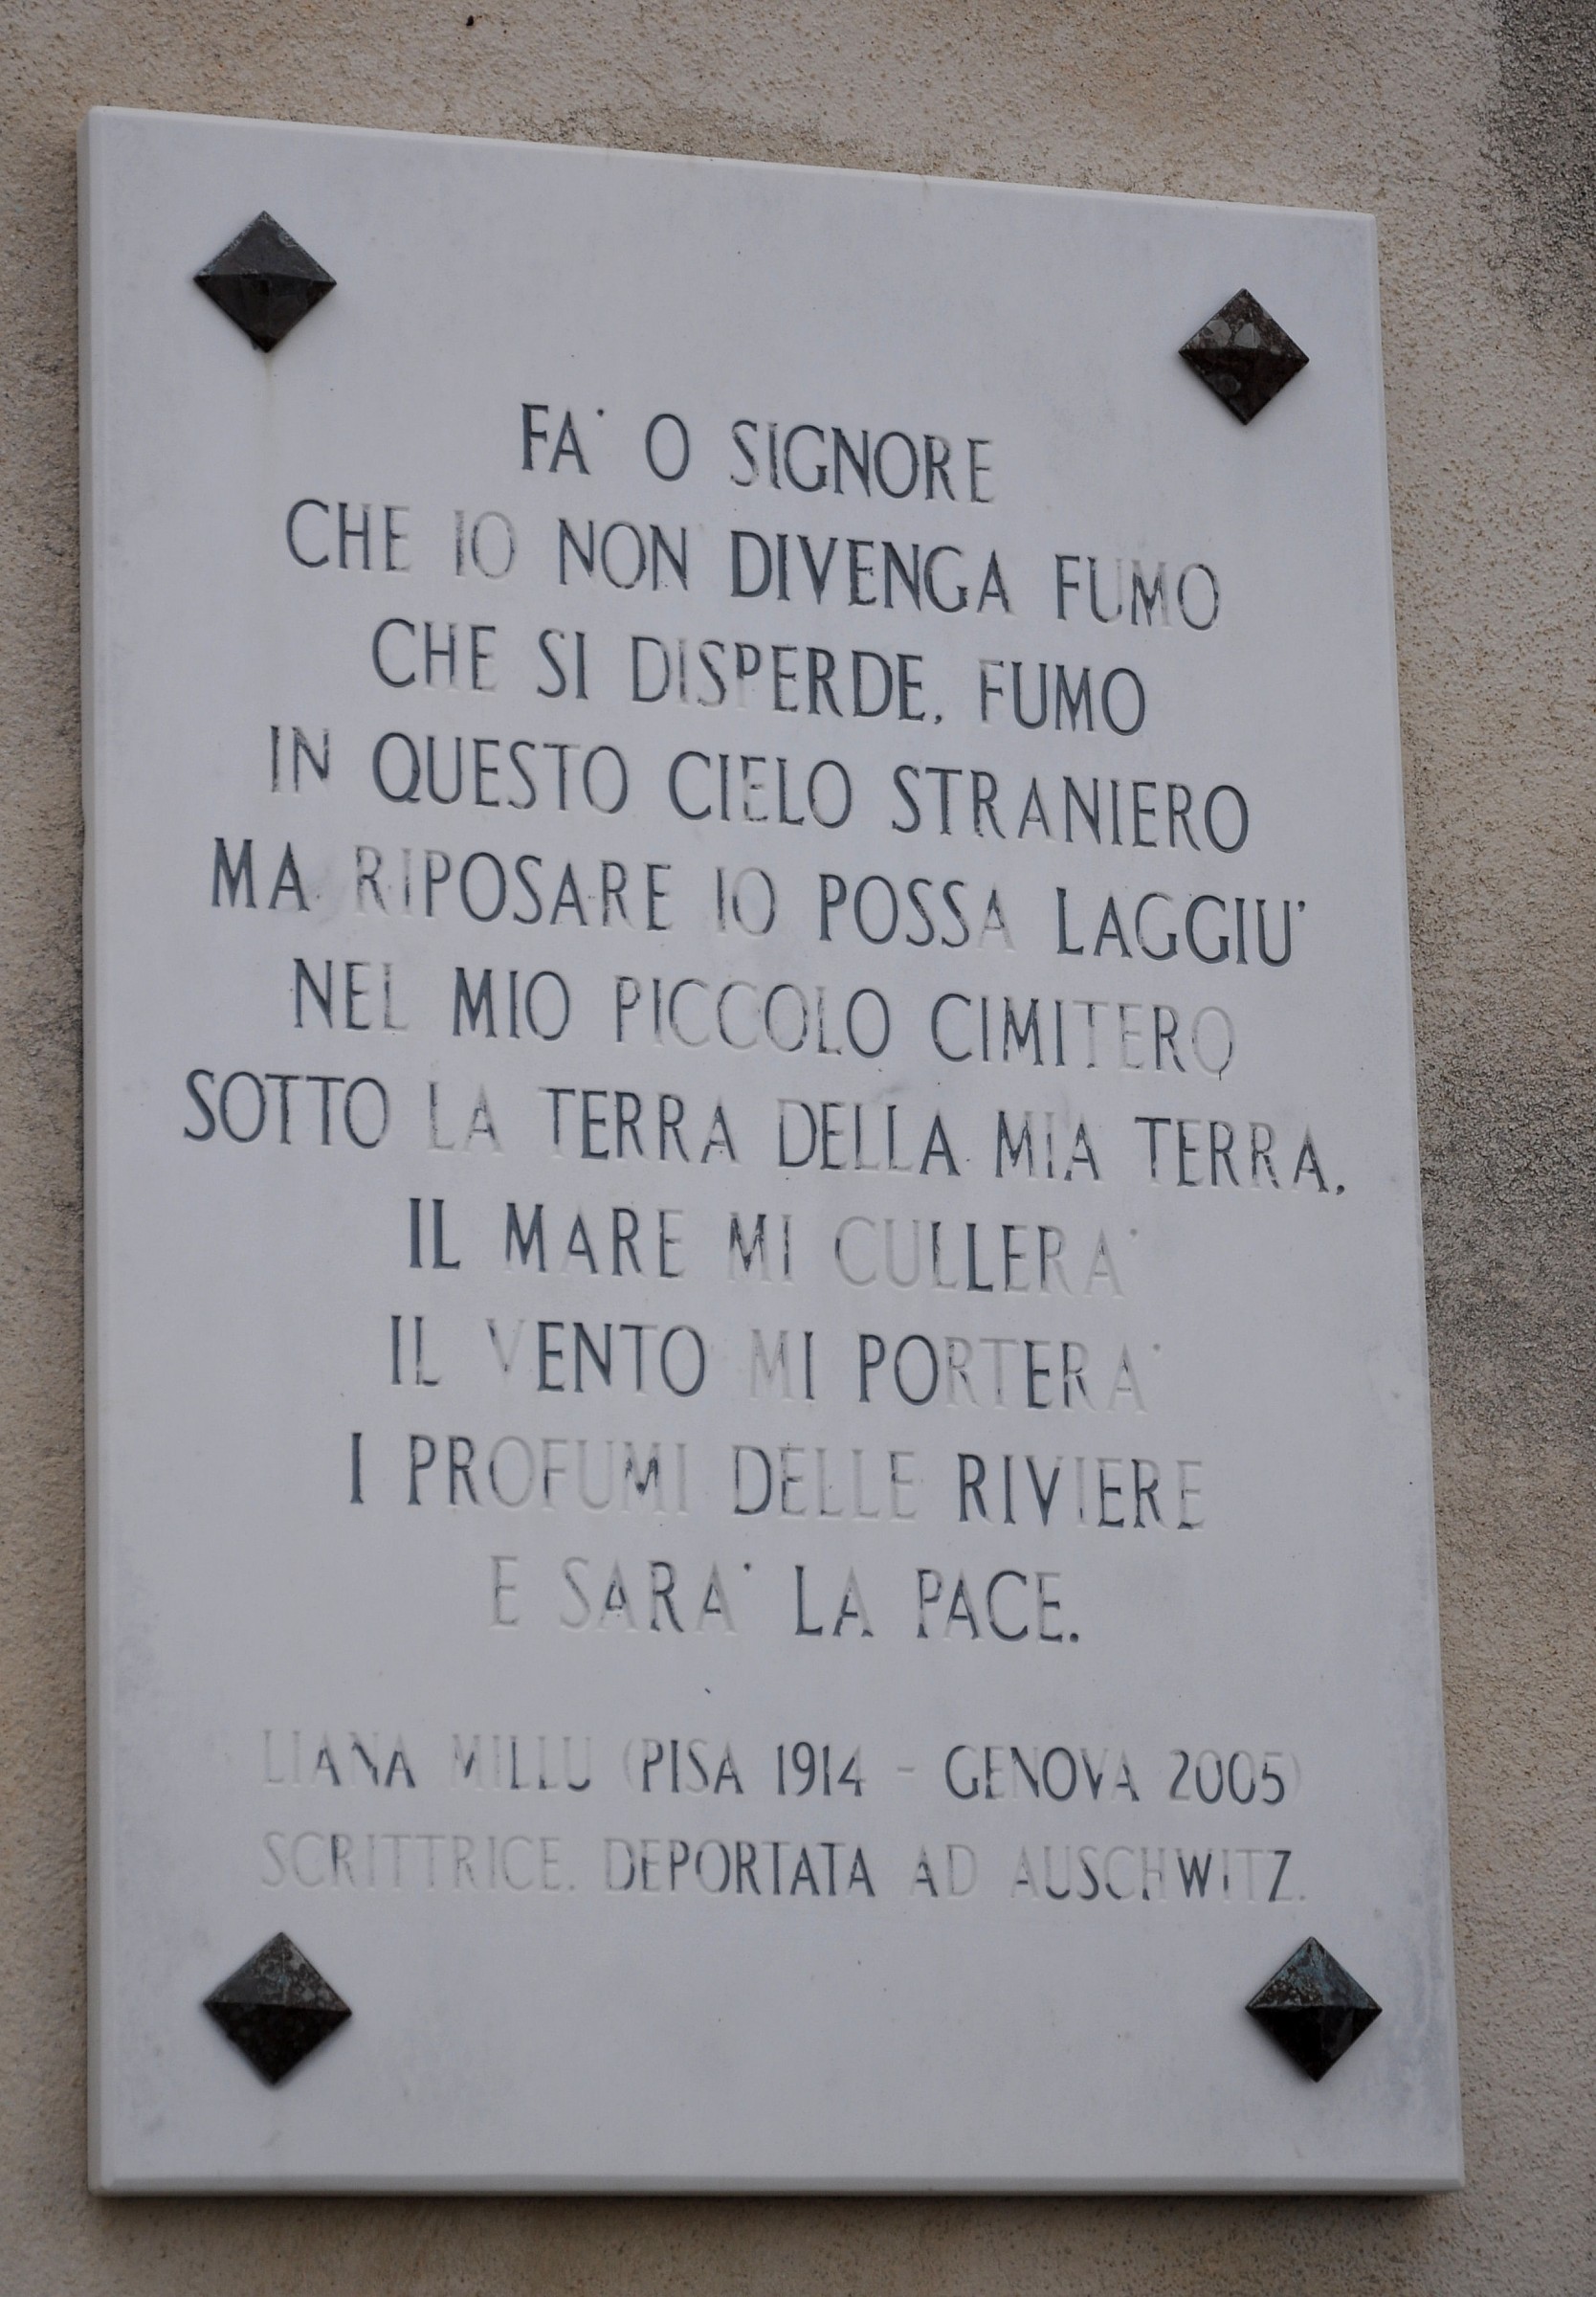 FA' O SIGNORE
CHE IO NON DIVENGA FUMO
CHE SI DISPERDE, FUMO
IN QUESTO CIELO STRANIERO
MA RIPOSARE IO POSSA LAGGIU'
NEL MIO PICCOLO CIMITERO
SOTTO LA TERRA DELLA MIA TERRA.
IL MARE MI CULLERA'
IL VENTO MI PORTERA'
I PROFUMI DELLE RIVIERE
E SARA' LA PACE.
LIANA MILLU (PISA 1914 - GENOVA 2005)
SCRITTRICE. DEPORTATA AD AUSCHWITZ.